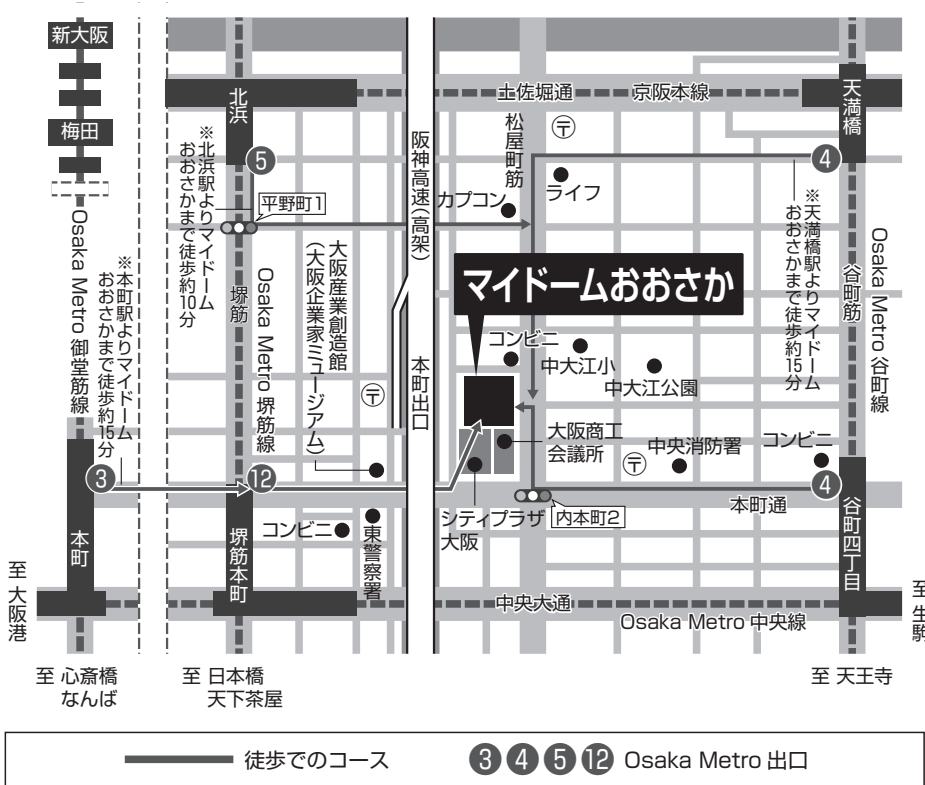 新大阪
梅田
Osaka Metro 御堂筋線
※本町駅よりマイドーム
おおさかまで徒歩約15分
3
本町
至 大阪港
至 心斎橋
なんば
北浜
5
※北浜駅よりマイドーム
おおさかまで徒歩約10分
平野町1
堺筋
Osaka Metro 堺筋線
12
堺筋本町
至 日本橋
天下茶屋
大阪産業創造館
(大阪企業家ミュージアム)
〒
コンビニ
東警察署
阪神高速(高架)
本町出口
土佐堀通
京阪本線
松屋町筋
〒
カプコン
ライフ
マイドームおおさか
コンビニ
中大江小
中大江公園
大阪商工
会議所
シティプラザ
大阪
内本町2
〒
中央消防署
コンビニ
本町通
中央大通
Osaka Metro 中央線
天満橋
4
※天満橋駅よりマイドーム
おおさかまで徒歩約15分
谷町筋
Osaka Metro 谷町線
4
谷町四丁目
至 生駒
至 天王寺
徒歩でのコース
3 4 5 12 Osaka Metro 出口